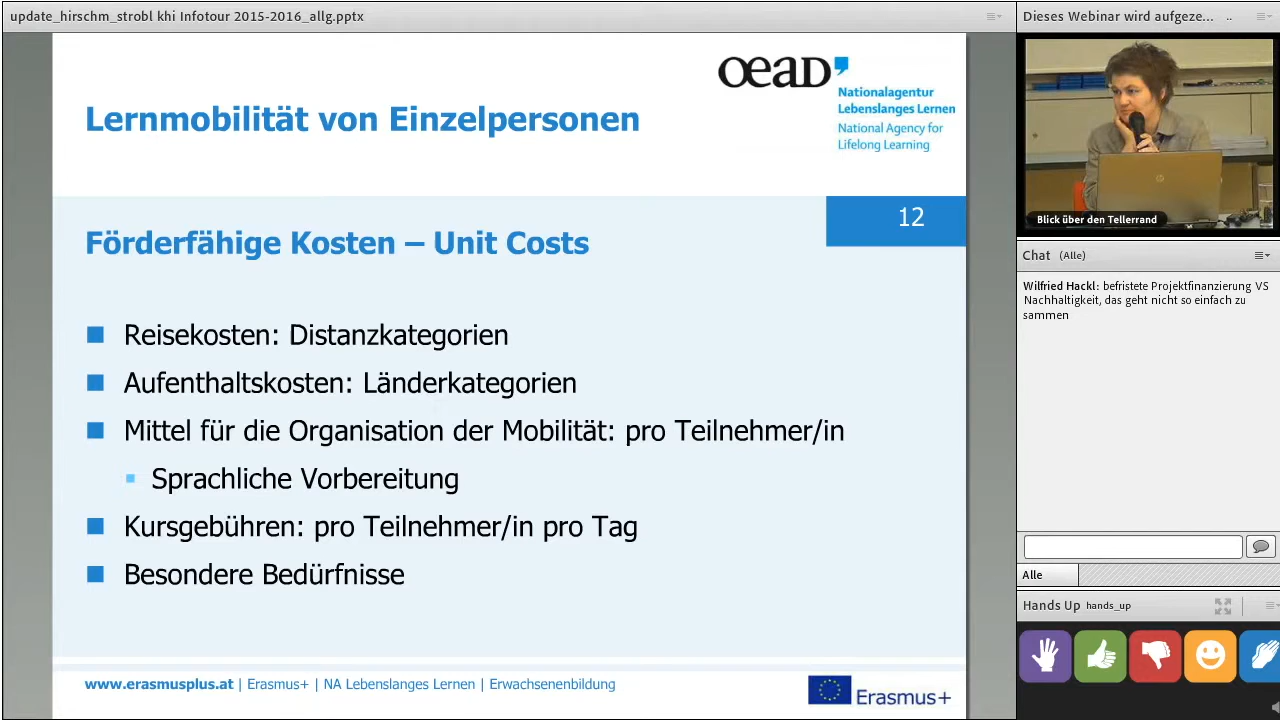 update_hirschm_strobl khi Infotour 2015-2016_allg.pptx
Dieses Webinar wird aufgeze... ..
OEAD'
Nationalagentur
Lebenslanges Lernen
National Agency for
Lifelong Learning
Lernmobilität von Einzelpersonen
12
Förderfähige Kosten – Unit Costs
Reisekosten: Distanzkategorien
Aufenthaltskosten: Länderkategorien
Mittel für die Organisation der Mobilität: pro Teilnehmer/in
Sprachliche Vorbereitung
Kursgebühren: pro Teilnehmer/in pro Tag
Besondere Bedürfnisse
www.erasmusplus.at | Erasmus+ | NA Lebenslanges Lernen | Erwachsenenbildung
Erasmus+
Blick über den Tellerrand
Chat (Alle)
Wilfried Hackl: befristete Projektfinanzierung VS
Nachhaltigkeit, das geht nicht so einfach zu
sammen
Alle
Hands Up hands_up